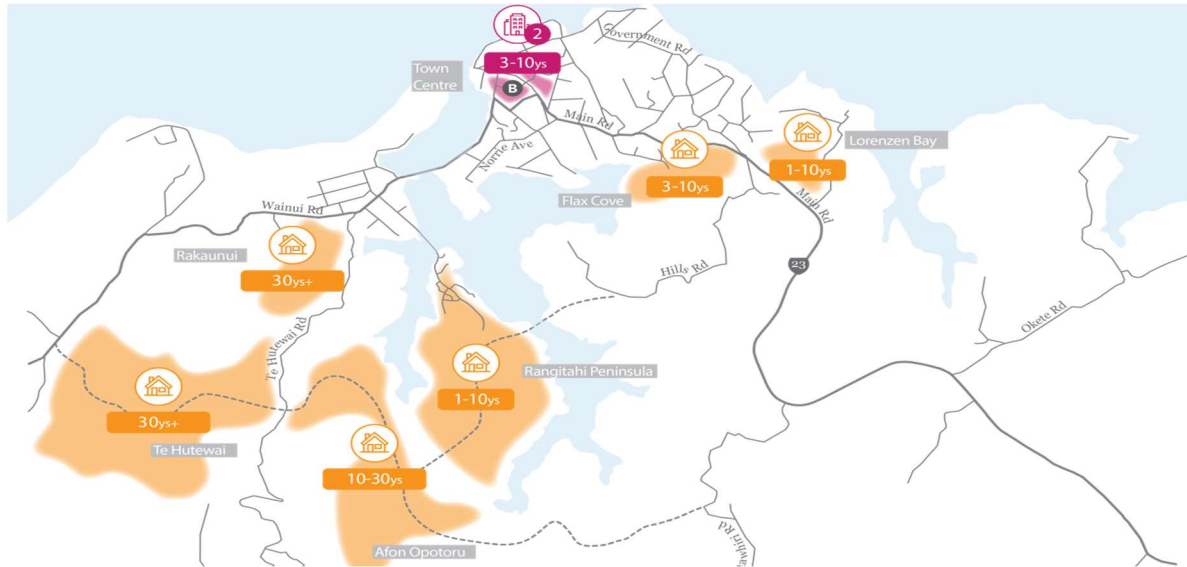 2
Government Rd
3-10ys
Town
Centre
B
Main Rd
Norrie Ave
Lorenzen Bay
1-10ys
3-10ys
Flax Cove
Main Rd
Wainui Rd
Rakaunui
30ys+
Hills Rd
23
Okete Rd
Te Hutewai Rd
Rangitahi Peninsula
1-10ys
30ys+
Te Hutewai
10-30ys
Afon Opotoru